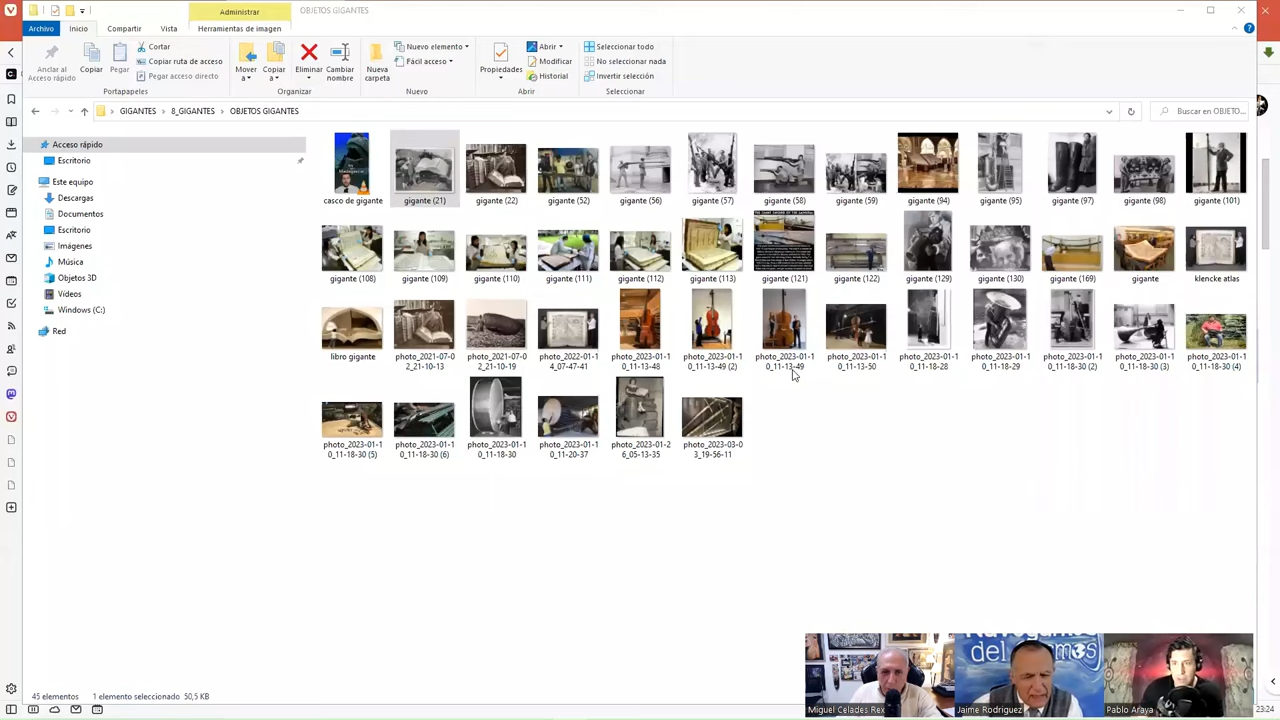 Administrar
OBJETOS GIGANTES
Archivo
Inicio
Compartir
Vista
Herramientas de imagen
Anclar al
Acceso rápido
Copiar
Pegar
Cortar
Copiar ruta de acceso
Pegar acceso directo
Mover
a
Copiar
a
Eliminar
Cambiar
nombre
Nueva
carpeta
Nuevo elemento
Fácil acceso
Propiedades
Abrir
Modificar
Historial
Seleccionar todo
No seleccionar nada
Invertir selección
Portapapeles
Organizar
Nuevo
Abrir
Seleccionar
GIGANTES
8_GIGANTES
OBJETOS GIGANTES
Buscar en OBJETO...
Acceso rápido
Escritorio
Este equipo
Descargas
Documentos
Escritorio
Imágenes
Música
Objetos 3D
Vídeos
Windows (C:)
Red
casco de gigante
gigante (21)
gigante (22)
gigante (52)
gigante (56)
gigante (57)
gigante (58)
gigante (59)
gigante (94)
gigante (95)
gigante (97)
gigante (98)
gigante (101)
gigante (108)
gigante (109)
gigante (110)
gigante (111)
gigante (112)
gigante (113)
gigante (121)
gigante (122)
gigante (129)
gigante (130)
gigante (169)
gigante
klencke atlas
libro gigante
photo_2021-07-0
2_21-10-13
photo_2021-07-0
2_21-10-19
photo_2022-01-1
4_07-47-41
photo_2023-01-1
0_11-13-48
photo_2023-01-1
0_11-13-49 (2)
photo_2023-01-1
0_11-13-49
photo_2023-01-1
0_11-13-50
photo_2023-01-1
0_11-18-28
photo_2023-01-1
0_11-18-29
photo_2023-01-1
0_11-18-30 (2)
photo_2023-01-1
0_11-18-30 (3)
photo_2023-01-1
0_11-18-30 (4)
photo_2023-01-1
0_11-18-30 (5)
photo_2023-01-1
0_11-18-30 (6)
photo_2023-01-1
0_11-18-30
photo_2023-01-1
0_11-20-37
photo_2023-01-2
6_05-13-35
photo_2023-03-0
3_19-56-11
45 elementos
1 elemento seleccionado
50,5 KB
Miguel Celades Rex
Jaime Rodriguez
Pablo Araya
23:24